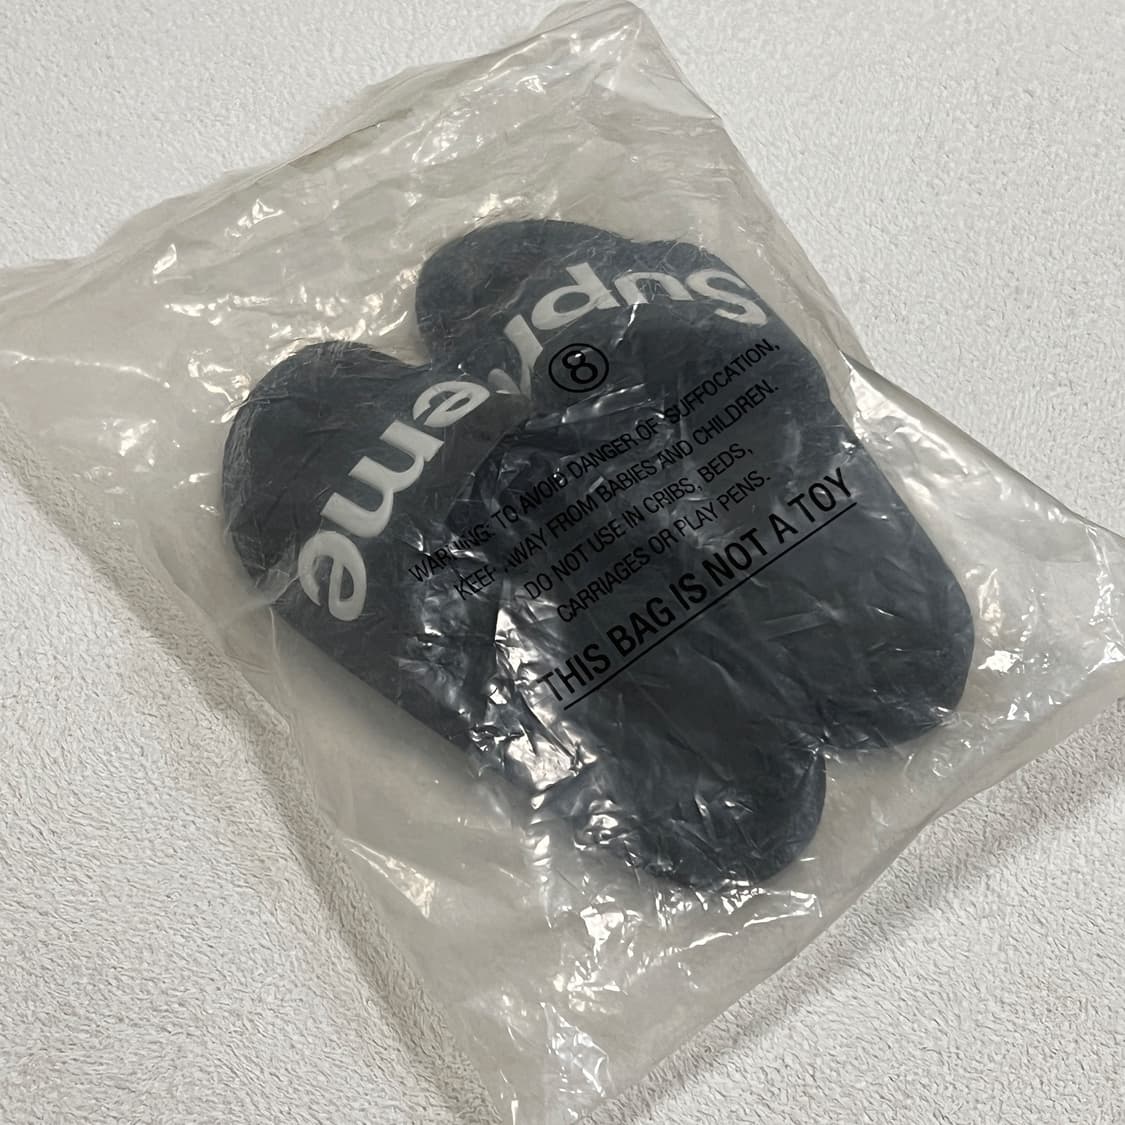 Supreme
8
WARNING: TO AVOID DANGER OF SUFFOCATION,
KEEP AWAY FROM BABIES AND CHILDREN.
DO NOT USE IN CRIBS, BEDS,
CARRIAGES OR PLAY PENS.
THIS BAG IS NOT A TOY